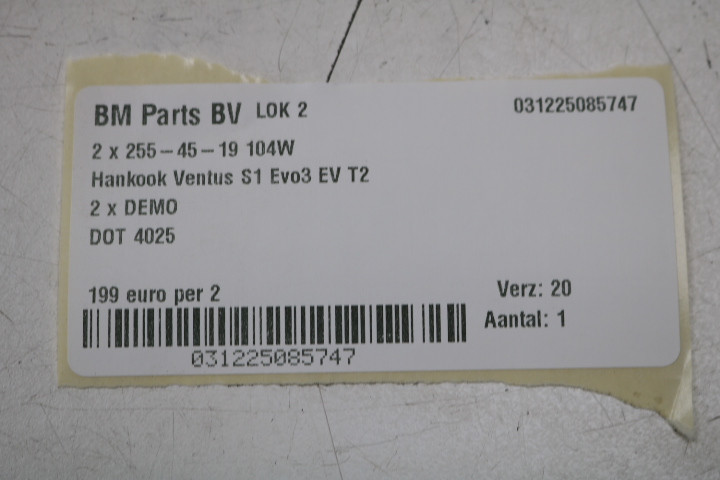 BM Parts BV LOK 2 031225085747
2 x 255-45-19 104W
Hankook Ventus S1 Evo3 EV T2
2 x DEMO
DOT 4025
199 euro per 2 Verz: 20
Aantal: 1
031225085747